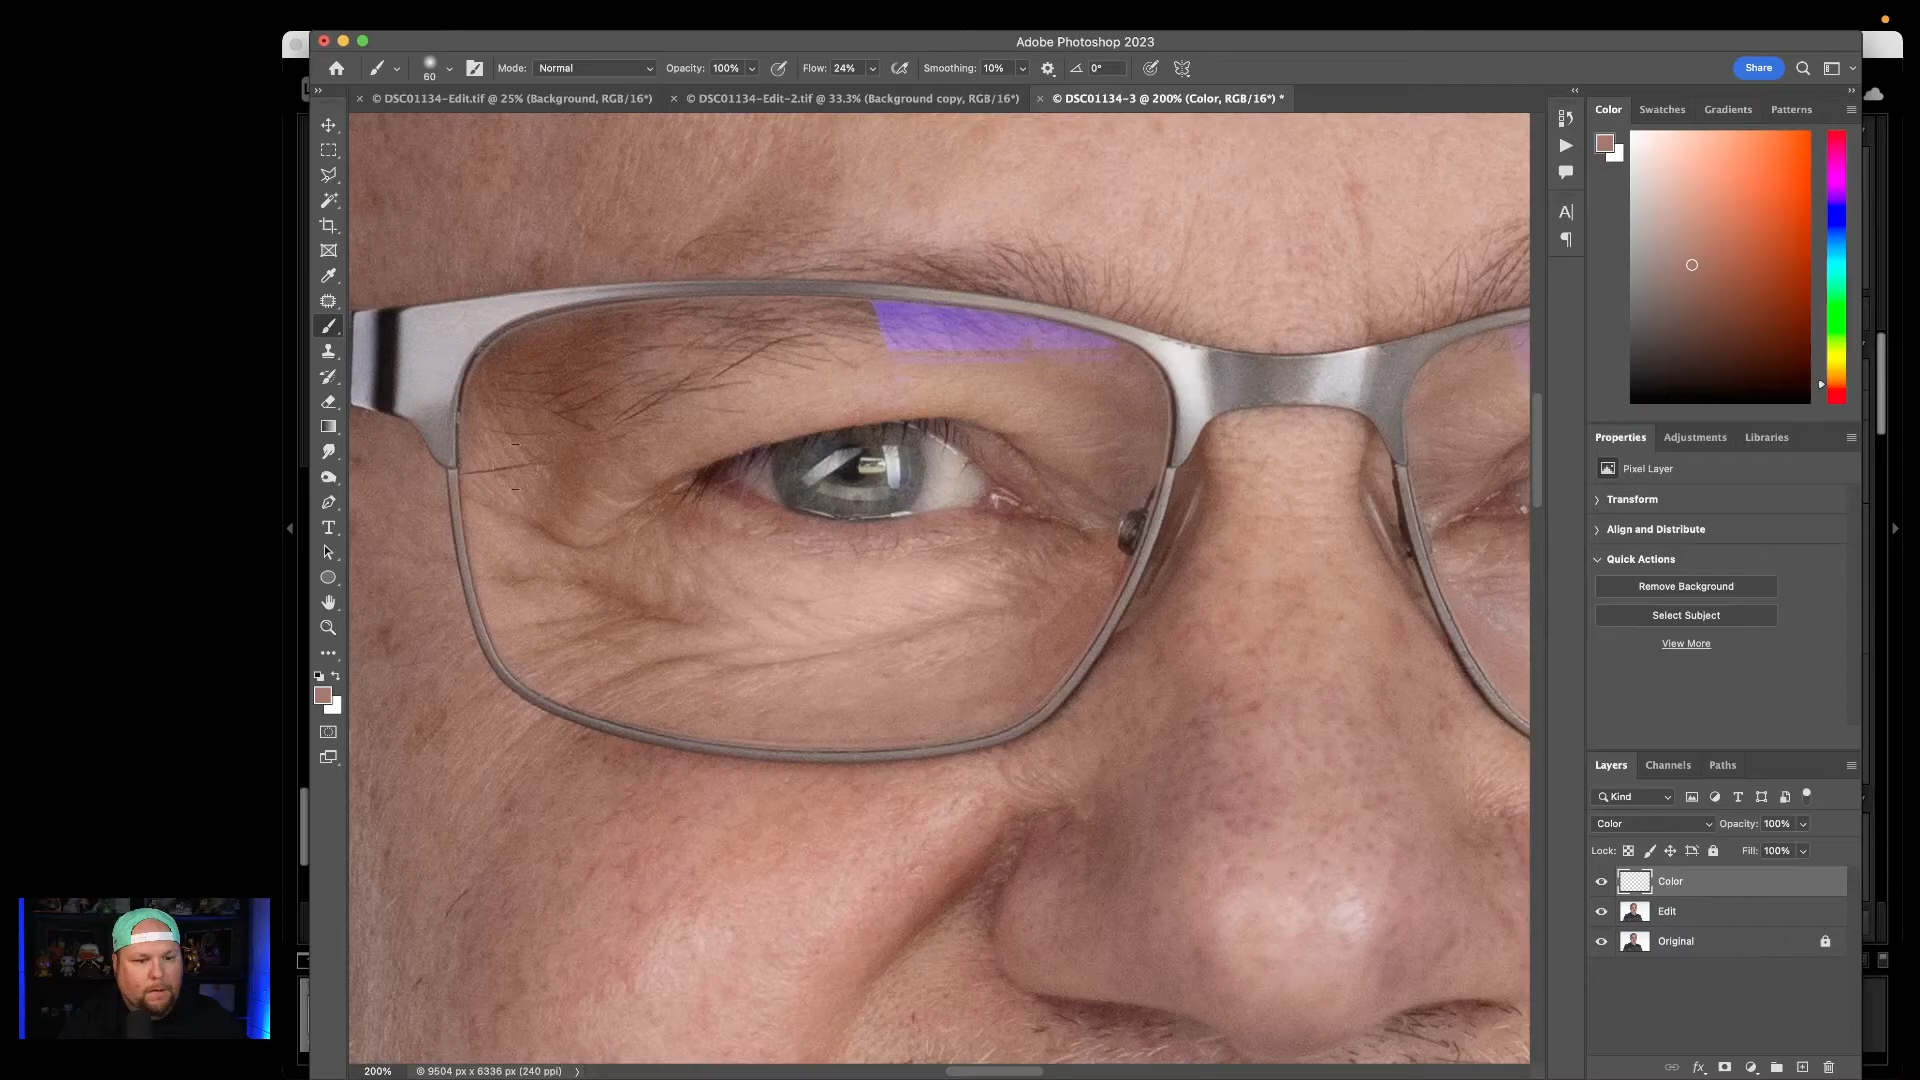 Adobe Photoshop 2023
60 Mode: Normal Opacity: 100% Flow: 24% Smoothing: 10% 0° Share
© DSC01134-Edit.tif @ 25% (Background, RGB/16*) © DSC01134-Edit-2.tif @ 33.3% (Background copy, RGB/16*) © DSC01134-3 @ 200% (Color, RGB/16*) *
Color Swatches Gradients Patterns
Properties Adjustments Libraries
Pixel Layer
Transform
Align and Distribute
Quick Actions
Remove Background
Select Subject
View More
Layers Channels Paths
Kind
Color Opacity: 100%
Lock: Fill: 100%
Color
Edit
Original
200% © 9504 px x 6336 px (240 ppi)